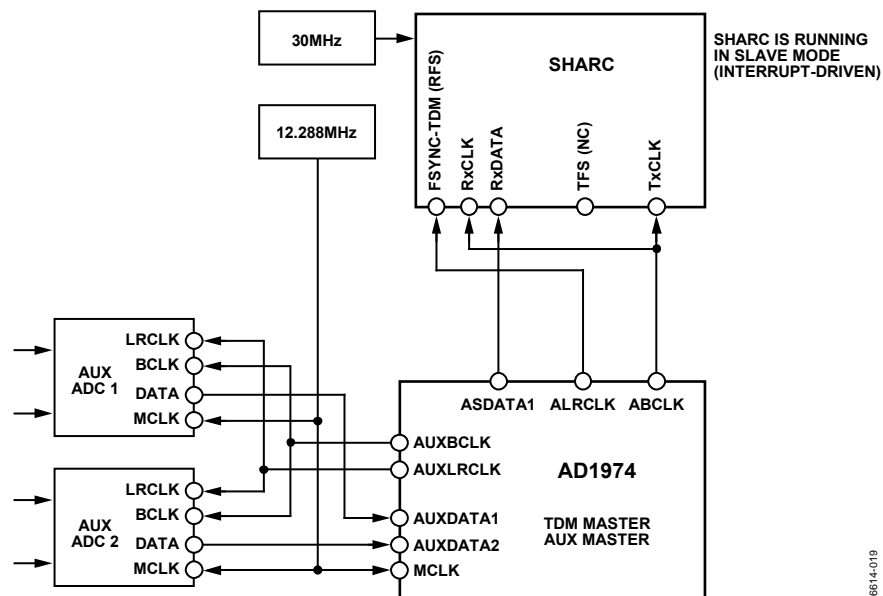 30MHz
SHARC
SHARC IS RUNNING
IN SLAVE MODE
(INTERRUPT-DRIVEN)
12.288MHz
FSYNC-TDM (RFS)
RxCLK
RxDATA
TFS (NC)
TxCLK
AUX
ADC 1
LRCLK
BCLK
DATA
MCLK
AUX
ADC 2
LRCLK
BCLK
DATA
MCLK
ASDATA1 ALRCLK ABCLK
AUXBCLK
AUXLRCLK
AUXDATA1
AUXDATA2
MCLK
AD1974
TDM MASTER
AUX MASTER
6614-019